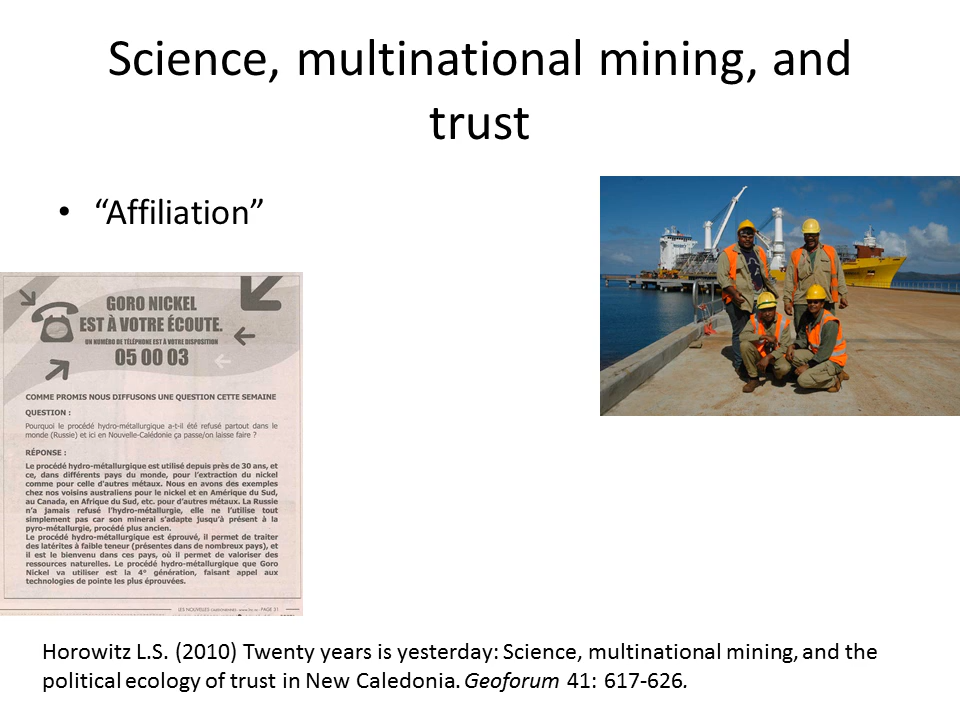 Science, multinational mining, and
trust
• “Affiliation”
GORO NICKEL
EST À VOTRE ÉCOUTE.
UN NUMÉRO DE TÉLÉPHONE EST À VOTRE DISPOSITION
05 00 03
COMME PROMIS NOUS DIFFUSONS UNE QUESTION CETTE SEMAINE
QUESTION :
Pourquoi le procédé hydro-métallurgique a-t-il été refusé partout dans le
monde (Russie) et ici en Nouvelle-Calédonie ça passe/on laisse faire ?
RÉPONSE :
Le procédé hydro-métallurgique est utilisé depuis près de 30 ans, et
ce, dans différents pays du monde, pour l'extraction du nickel
comme pour celle d'autres métaux. Nous en avons des exemples
chez nos voisins australiens pour le nickel et en Amérique du Sud,
au Canada, en Afrique du Sud, etc. pour d'autres métaux. La Russie
n'a jamais refusé l'hydro-métallurgie, elle ne l'utilise tout
simplement pas car son minerai s'adapte jusqu'à présent à la
pyro-métallurgie, procédé plus ancien.
Le procédé hydro-métallurgique est éprouvé, il permet de traiter
des latérites à faible teneur (présentes dans de nombreux pays), et
il est le bienvenu dans ces pays, où il permet de valoriser des
ressources naturelles. Le procédé hydro-métallurgique que Goro
Nickel va utiliser est la 4° génération, faisant appel aux
technologies de pointe les plus éprouvées.
LES NOUVELLES CALÉDONIENNES - www.lnc.nc - PAGE 31
Horowitz L.S. (2010) Twenty years is yesterday: Science, multinational mining, and the
political ecology of trust in New Caledonia. Geoforum 41: 617-626.